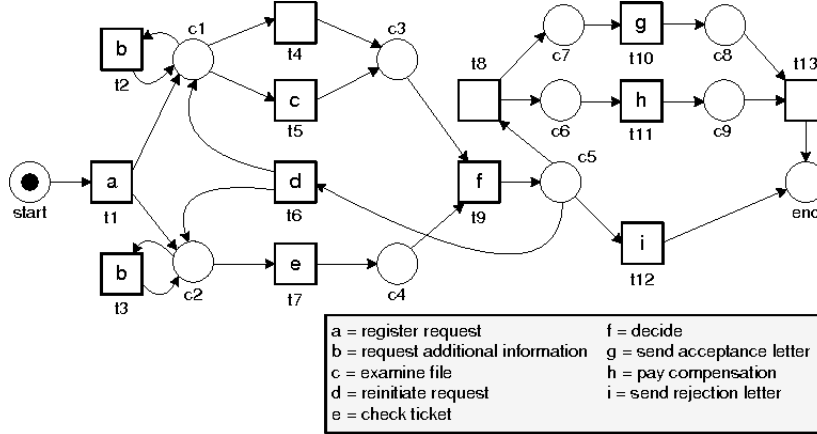 c7
g
t10
c8
t13
c1
b
t2
t4
c3
t8
c
t5
c6
h
t11
c9
start
a
t1
d
t6
f
t9
c5
end
b
t3
c2
e
t7
c4
i
t12
a = register request
b = request additional information
c = examine file
d = reinitiate request
e = check ticket
f = decide
g = send acceptance letter
h = pay compensation
i = send rejection letter